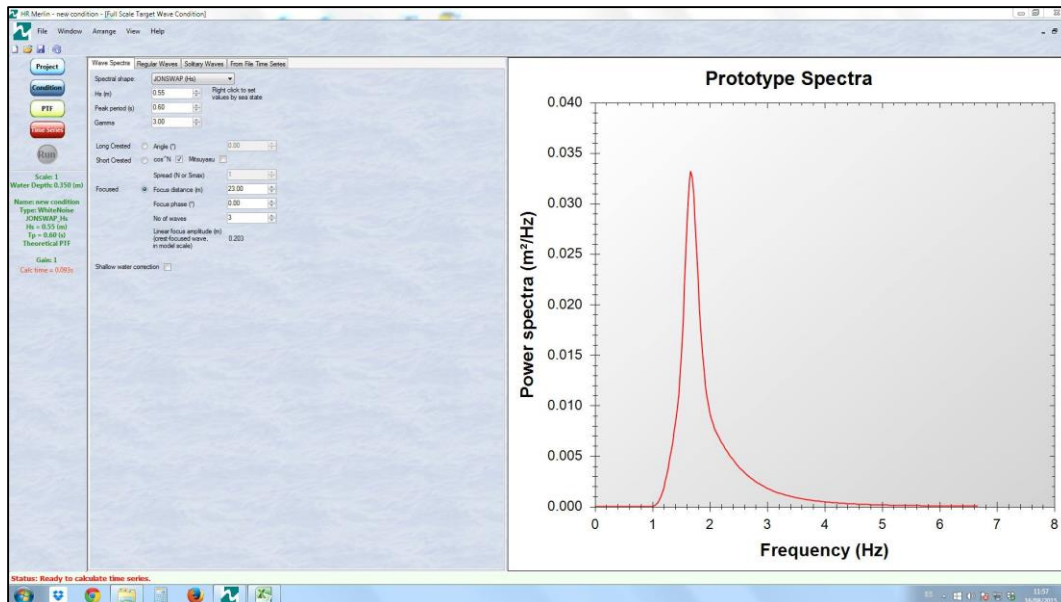 HR Merlin - new condition - [Full Scale Target Wave Condition]
File Window Arrange View Help
Project
Condition
PTF
Time Series
Run
Scale: 1
Water Depth: 0.350 (m)
Name: new condition
Type: WhiteNoise
JONSWAP_Hs
Hs = 0.55 (m)
Tp = 0.60 (s)
Theoretical PTF
Gain: 1
Calc time = 0.093s
Wave Spectra Regular Waves Solitary Waves From File Time Series
Spectral shape: JONSWAP (Hs)
Hs (m) 0.55 Right click to set
values by sea state
Peak period (s) 0.60
Gamma 3.00
Long Crested Angle (°) 0.00
Short Crested cos^N Mitsuyasu
Spread (N or Smax) 1
Focused Focus distance (m) 23.00
Focus phase (°) 0.00
No of waves 3
Linear focus amplitude (m)
(crest-focused wave, 0.203
in model scale)
Shallow water correction
Prototype Spectra
Power spectra (m²/Hz)
0.040
0.035
0.030
0.025
0.020
0.015
0.010
0.005
0.000
0 1 2 3 4 5 6 7 8
Frequency (Hz)
Status: Ready to calculate time series.
ES 11:57